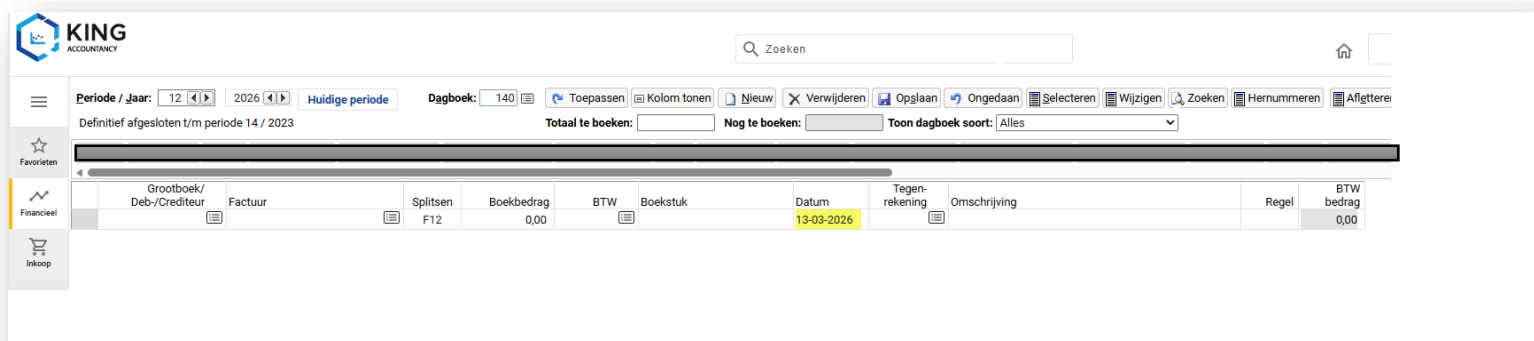 KING
ACCOUNTANCY
Zoeken
Periode / Jaar: 12 2026 Huidige periode Dagboek: 140 Toepassen Kolom tonen Nieuw Verwijderen Opslaan Ongedaan Selecteren Wijzigen Zoeken Hernummeren Afletteren
Definitief afgesloten t/m periode 14 / 2023 Totaal te boeken: Nog te boeken: Toon dagboek soort: Alles
Favorieten
Financieel
Inkoop
Grootboek/ Tegen- BTW
Deb-/Crediteur Factuur Splitsen Boekbedrag BTW Boekstuk Datum rekening Omschrijving Regel bedrag
F12 0,00 13-03-2026 0,00